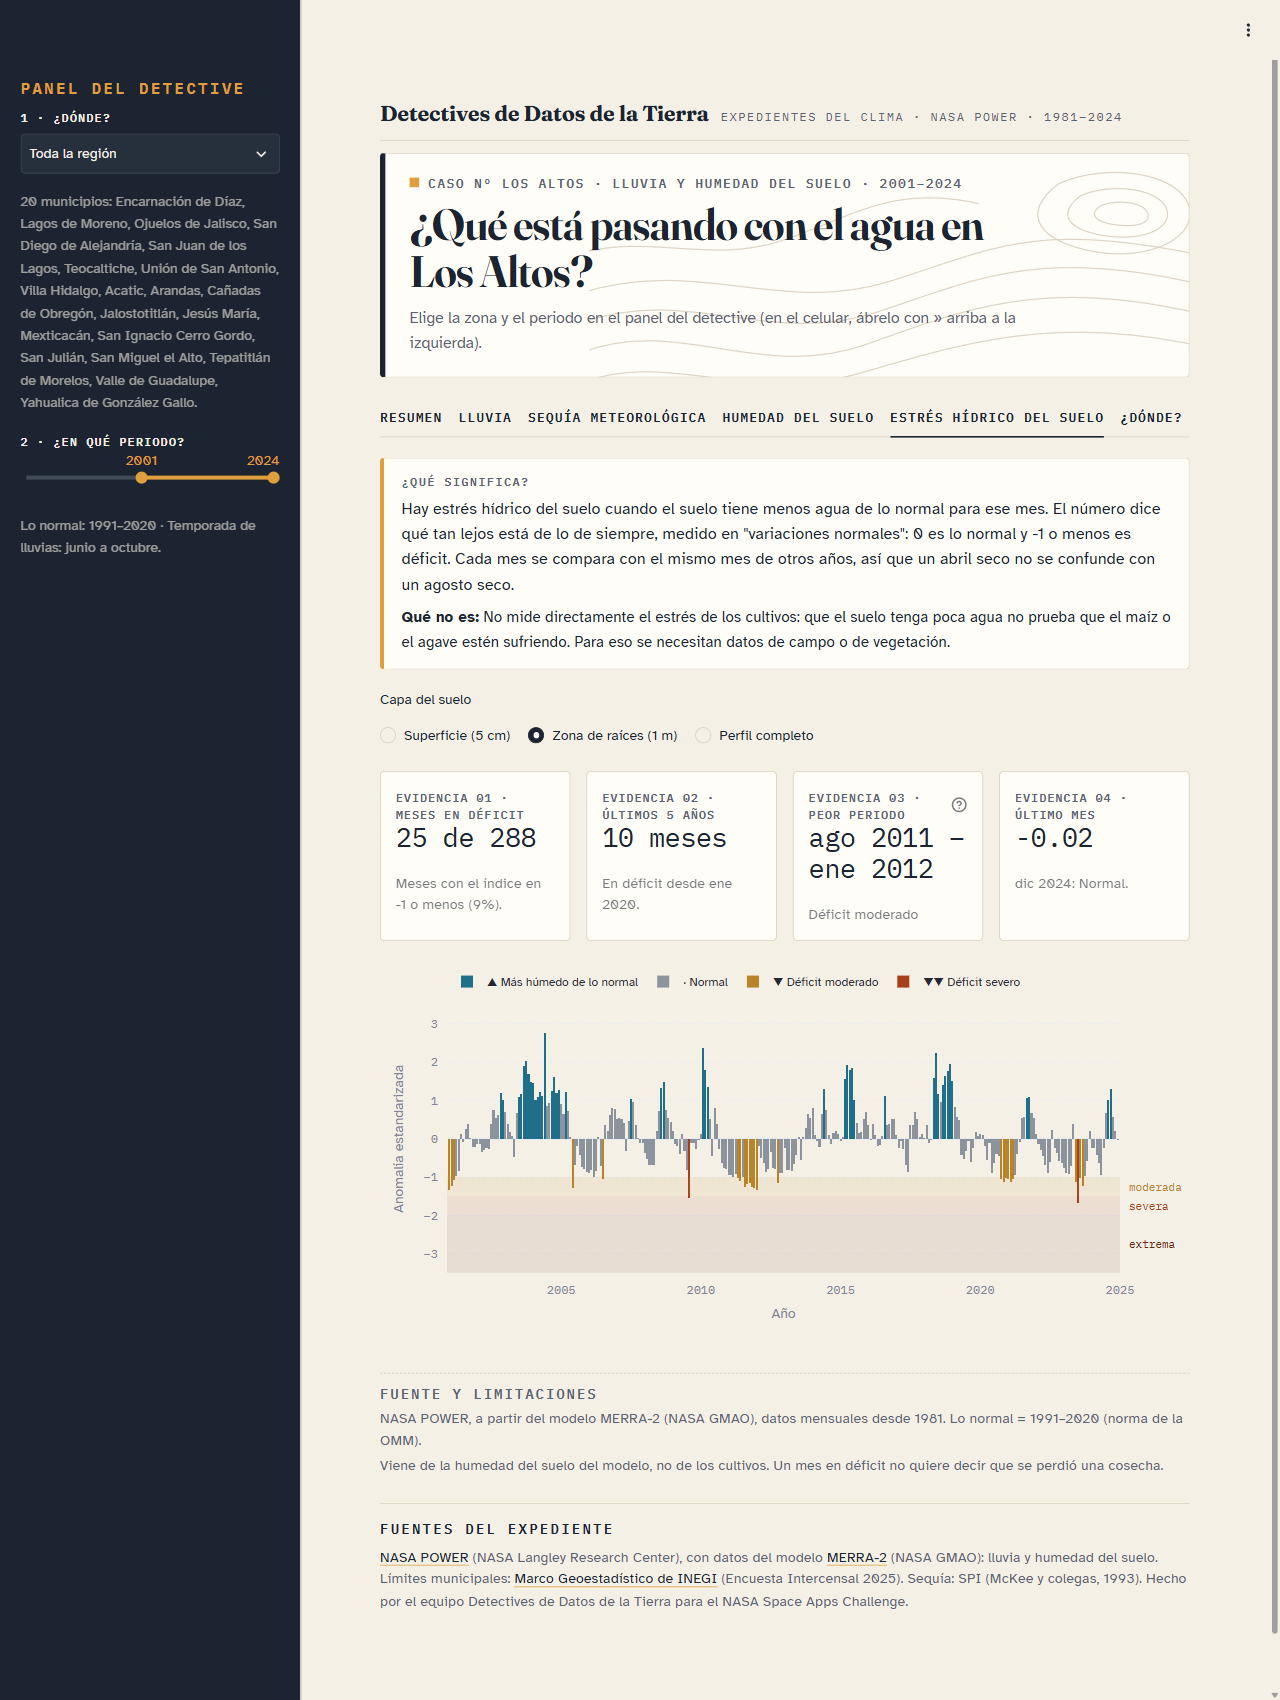 PANEL DEL DETECTIVE
1 · ¿DÓNDE?
Toda la región
20 municipios: Encarnación de Díaz,
Lagos de Moreno, Ojuelos de Jalisco, San
Diego de Alejandría, San Juan de los
Lagos, Teocaltiche, Unión de San Antonio,
Villa Hidalgo, Acatic, Arandas, Cañadas
de Obregón, Jalostotitlán, Jesús María,
Mexticacán, San Ignacio Cerro Gordo,
San Julián, San Miguel el Alto, Tepatitlán
de Morelos, Valle de Guadalupe,
Yahualica de González Gallo.
2 · ¿EN QUÉ PERIODO?
2001 2024
Lo normal: 1991–2020 · Temporada de
lluvias: junio a octubre.
Detectives de Datos de la Tierra EXPEDIENTES DEL CLIMA · NASA POWER · 1981–2024
CASO Nº LOS ALTOS · LLUVIA Y HUMEDAD DEL SUELO · 2001–2024
¿Qué está pasando con el agua en
Los Altos?
Elige la zona y el periodo en el panel del detective (en el celular, ábrelo con » arriba a la
izquierda).
RESUMEN LLUVIA SEQUÍA METEOROLÓGICA HUMEDAD DEL SUELO ESTRÉS HÍDRICO DEL SUELO ¿DÓNDE?
¿QUÉ SIGNIFICA?
Hay estrés hídrico del suelo cuando el suelo tiene menos agua de lo normal para ese mes. El número dice
qué tan lejos está de lo de siempre, medido en "variaciones normales": 0 es lo normal y -1 o menos es
déficit. Cada mes se compara con el mismo mes de otros años, así que un abril seco no se confunde con
un agosto seco.
Qué no es: No mide directamente el estrés de los cultivos: que el suelo tenga poca agua no prueba que el maíz o
el agave estén sufriendo. Para eso se necesitan datos de campo o de vegetación.
Capa del suelo
Superficie (5 cm) Zona de raíces (1 m) Perfil completo
EVIDENCIA 01 ·
MESES EN DÉFICIT
25 de 288
Meses con el índice en
-1 o menos (9%).
EVIDENCIA 02 ·
ÚLTIMOS 5 AÑOS
10 meses
En déficit desde ene
2020.
EVIDENCIA 03 ·
PEOR PERIODO
ago 2011 –
ene 2012
Déficit moderado
EVIDENCIA 04 ·
ÚLTIMO MES
-0.02
dic 2024: Normal.
▲ Más húmedo de lo normal · Normal ▼ Déficit moderado ▼▼ Déficit severo
Anomalía estandarizada
3
2
1
0
−1
−2
−3
moderada
severa
extrema
2005 2010 2015 2020 2025
Año
FUENTE Y LIMITACIONES
NASA POWER, a partir del modelo MERRA-2 (NASA GMAO), datos mensuales desde 1981. Lo normal = 1991–2020 (norma de la
OMM).
Viene de la humedad del suelo del modelo, no de los cultivos. Un mes en déficit no quiere decir que se perdió una cosecha.
FUENTES DEL EXPEDIENTE
NASA POWER (NASA Langley Research Center), con datos del modelo MERRA-2 (NASA GMAO): lluvia y humedad del suelo.
Límites municipales: Marco Geoestadístico de INEGI (Encuesta Intercensal 2025). Sequía: SPI (McKee y colegas, 1993). Hecho
por el equipo Detectives de Datos de la Tierra para el NASA Space Apps Challenge.